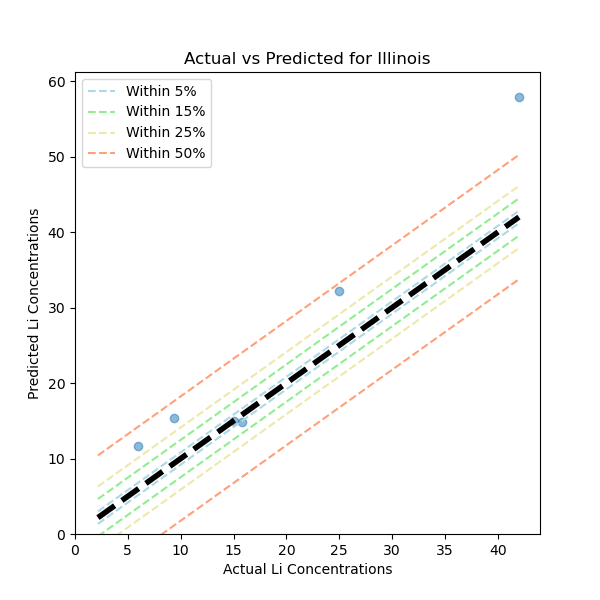 Actual vs Predicted for Illinois
Within 5%
Within 15%
Within 25%
Within 50%
60
50
40
30
20
10
0
Predicted Li Concentrations
0 5 10 15 20 25 30 35 40
Actual Li Concentrations